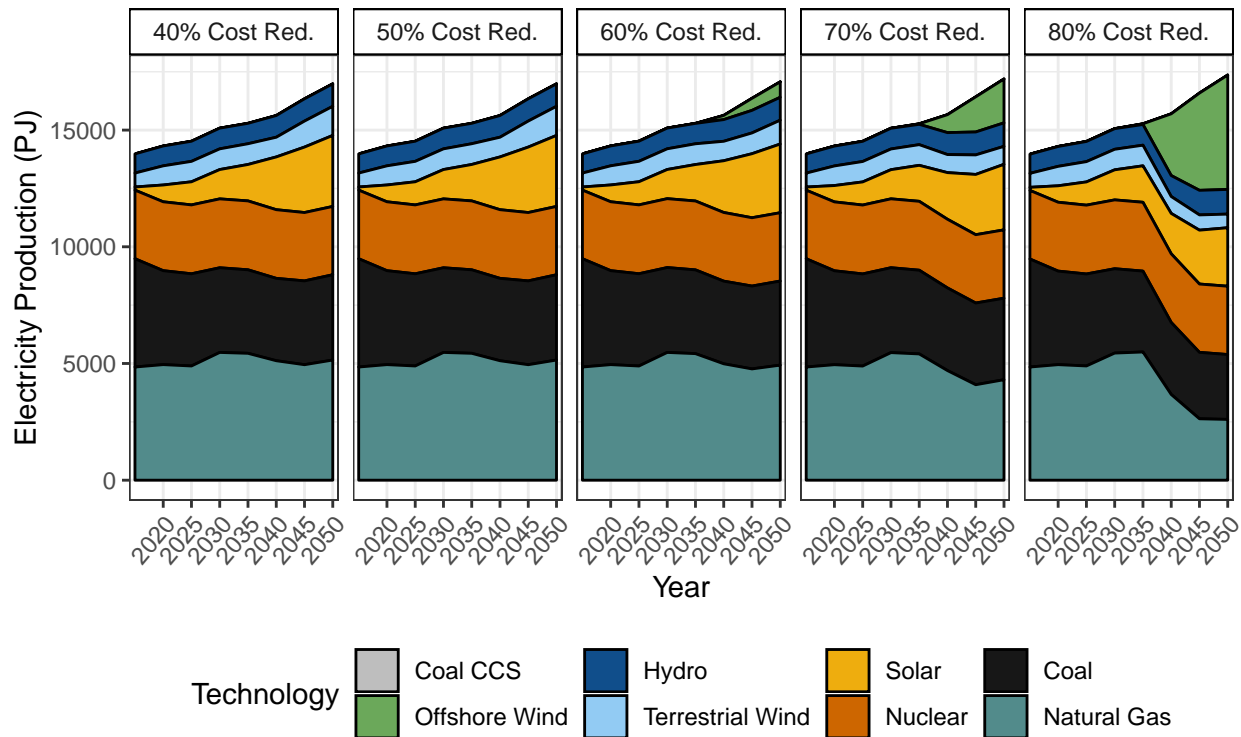 40% Cost Red. 50% Cost Red. 60% Cost Red. 70% Cost Red. 80% Cost Red.
Electricity Production (PJ)
15000
10000
5000
0
2020 2025 2030 2035 2040 2045 2050 2020 2025 2030 2035 2040 2045 2050 2020 2025 2030 2035 2040 2045 2050 2020 2025 2030 2035 2040 2045 2050 2020 2025 2030 2035 2040 2045 2050
Year
Technology
Coal CCS Hydro Solar Coal
Offshore Wind Terrestrial Wind Nuclear Natural Gas